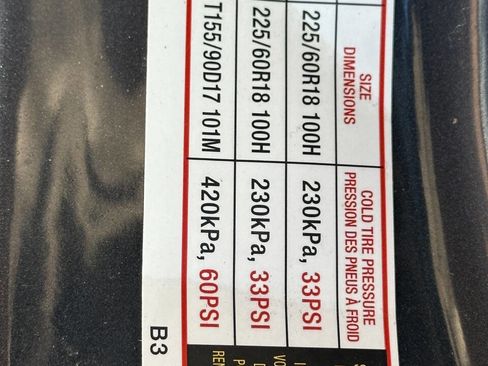 SIZE
DIMENSIONS
COLD TIRE PRESSURE
PRESSION DES PNEUS À FROID
225/60R18 100H
230kPa, 33PSI
225/60R18 100H
230kPa, 33PSI
T155/90D17 101M
420kPa, 60PSI
B3